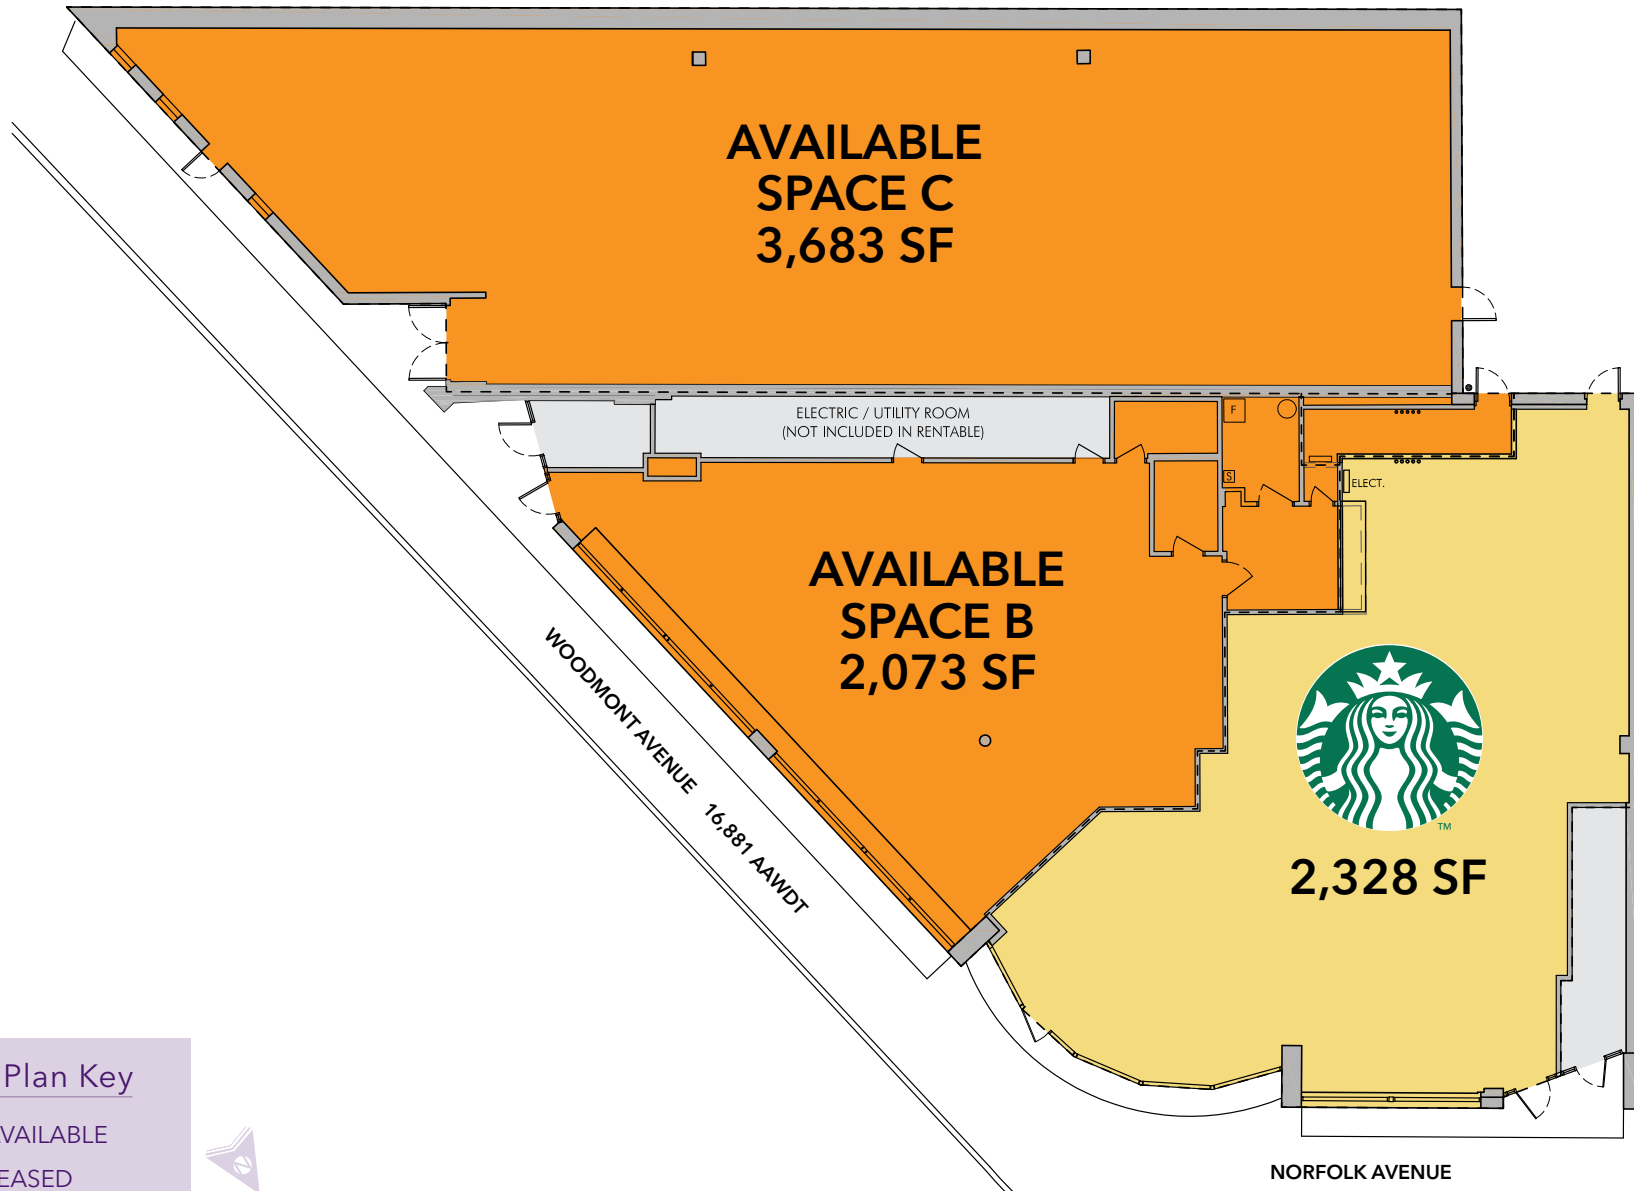 AVAILABLE
SPACE C
3,683 SF
ELECTRIC / UTILITY ROOM
(NOT INCLUDED IN RENTABLE)
F
S
ELECT.
AVAILABLE
SPACE B
2,073 SF
WOODMONT AVENUE 16,881 AAWDT
TM
2,328 SF
Plan Key
VAILABLE
EASED
N
NORFOLK AVENUE